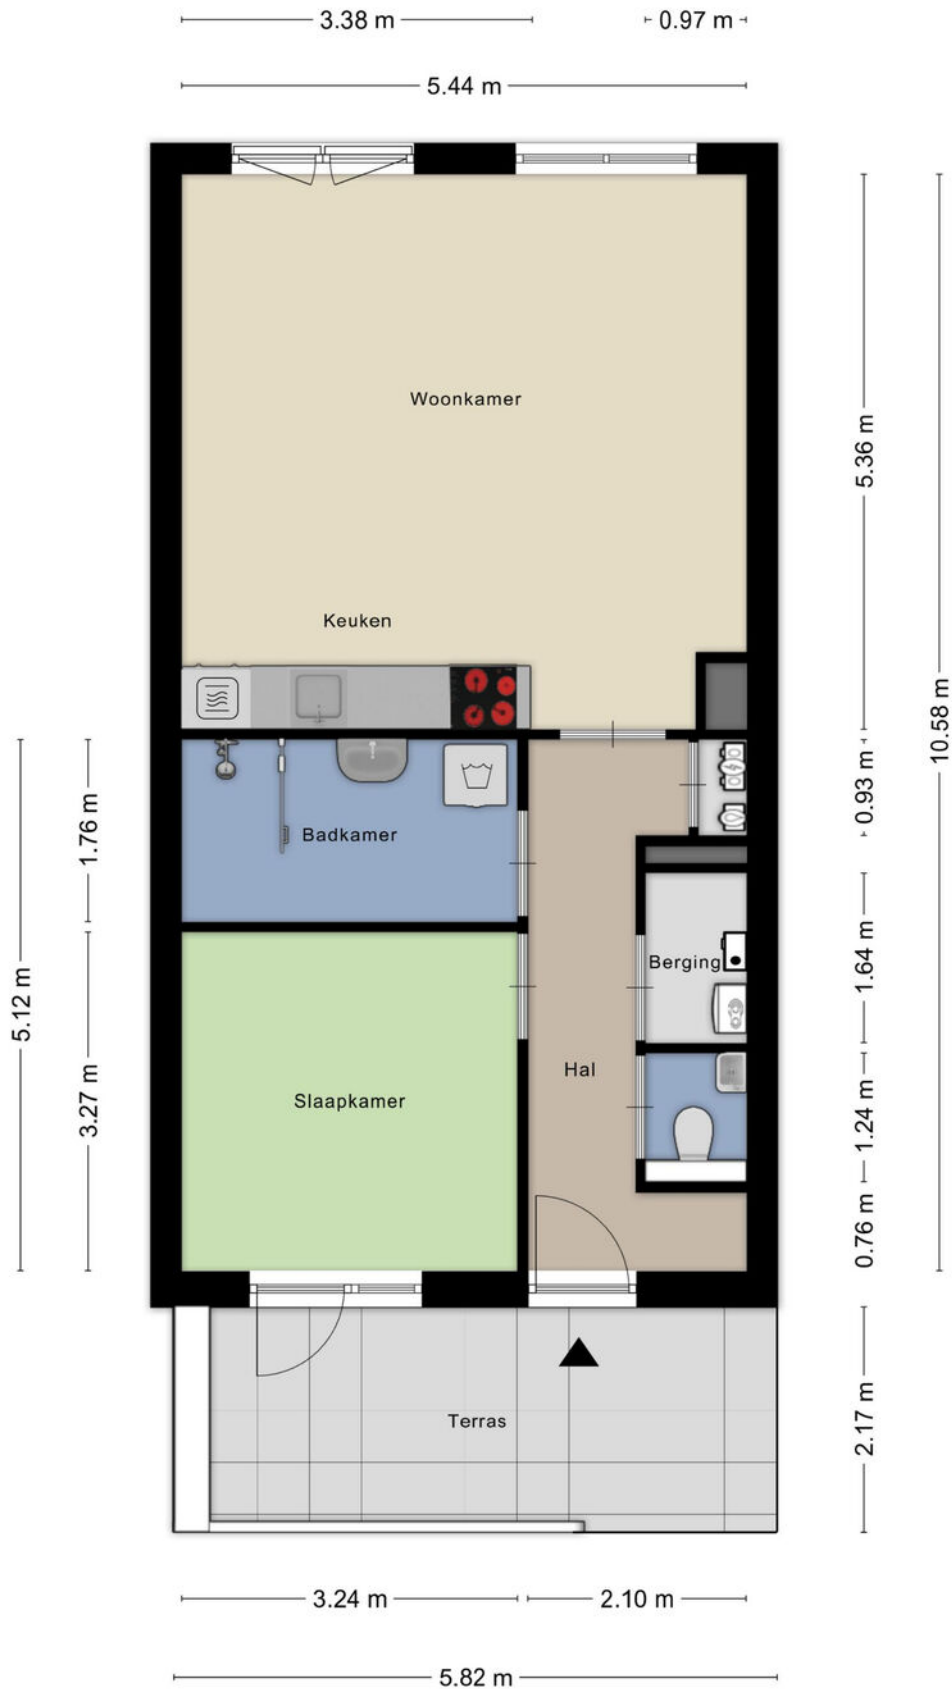 3.38 m
0.97 m
5.44 m
Woonkamer
5.36 m
Keuken
10.58 m
0.93 m
1.76 m
Badkamer
1.64 m
Berging
5.12 m
Hal
3.27 m
Slaapkamer
1.24 m
0.76 m
2.17 m
Terras
3.24 m
2.10 m
5.82 m